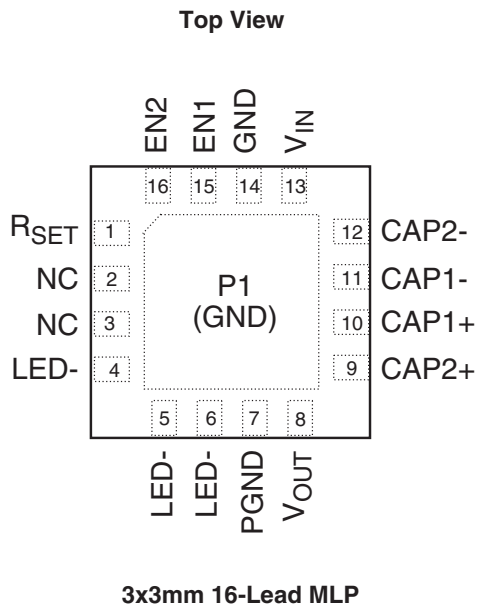 Top View
EN2
EN1
GND
VIN
16
15
14
13
RSET
1
12
CAP2-
NC
2
11
CAP1-
NC
3
10
CAP1+
LED-
4
9
CAP2+
P1
(GND)
5
6
7
8
LED-
LED-
PGND
VOUT
3x3mm 16-Lead MLP